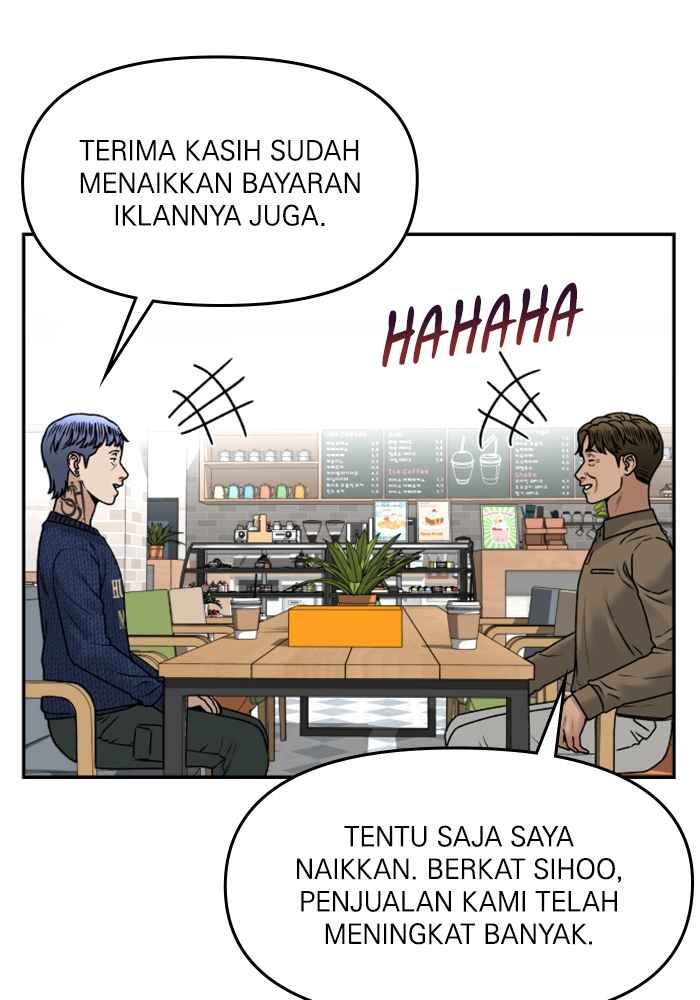 TERIMA KASIH SUDAH
MENAIKKAN BAYARAN
IKLANNYA JUGA.
HAHAHA
TENTU SAJA SAYA
NAIKKAN. BERKAT SIHOO,
PENJUALAN KAMI TELAH
MENINGKAT BANYAK.